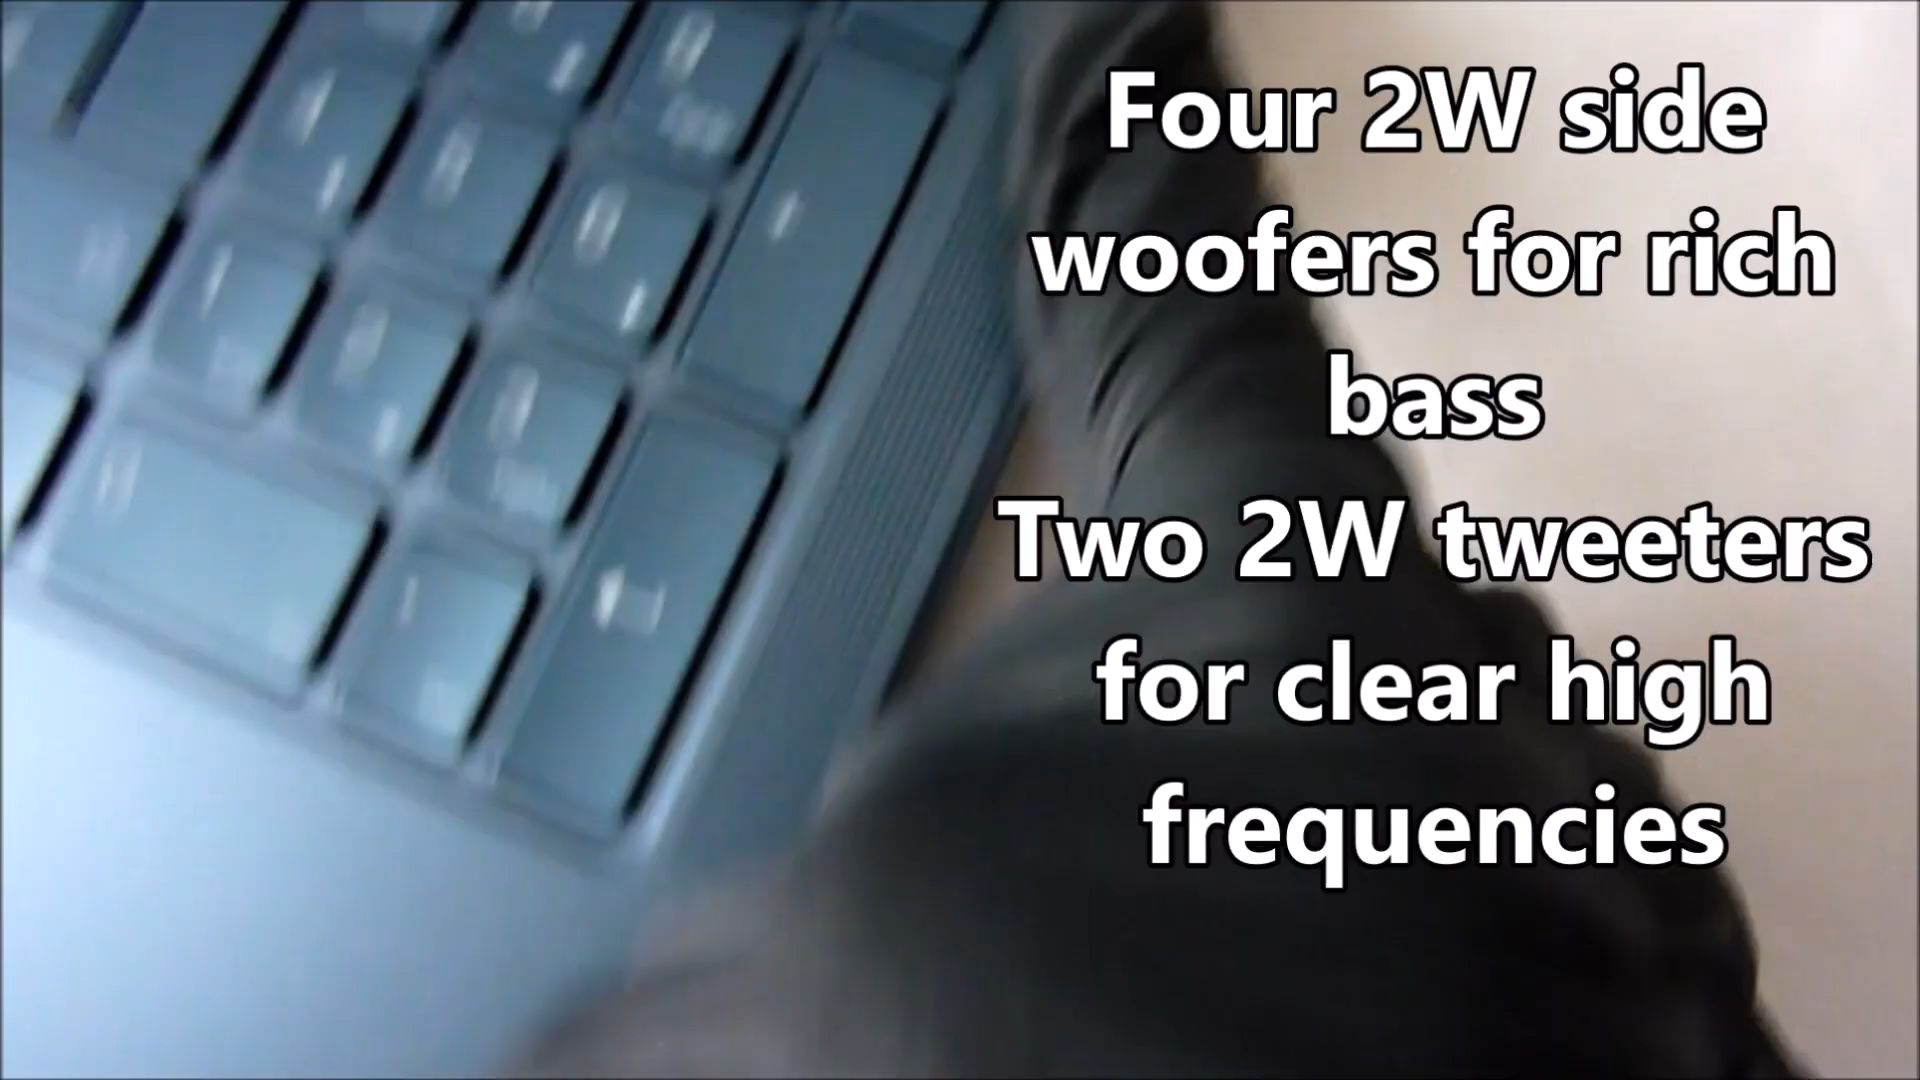 Four 2W side
woofers for rich
bass
Two 2W tweeters
for clear high
frequencies